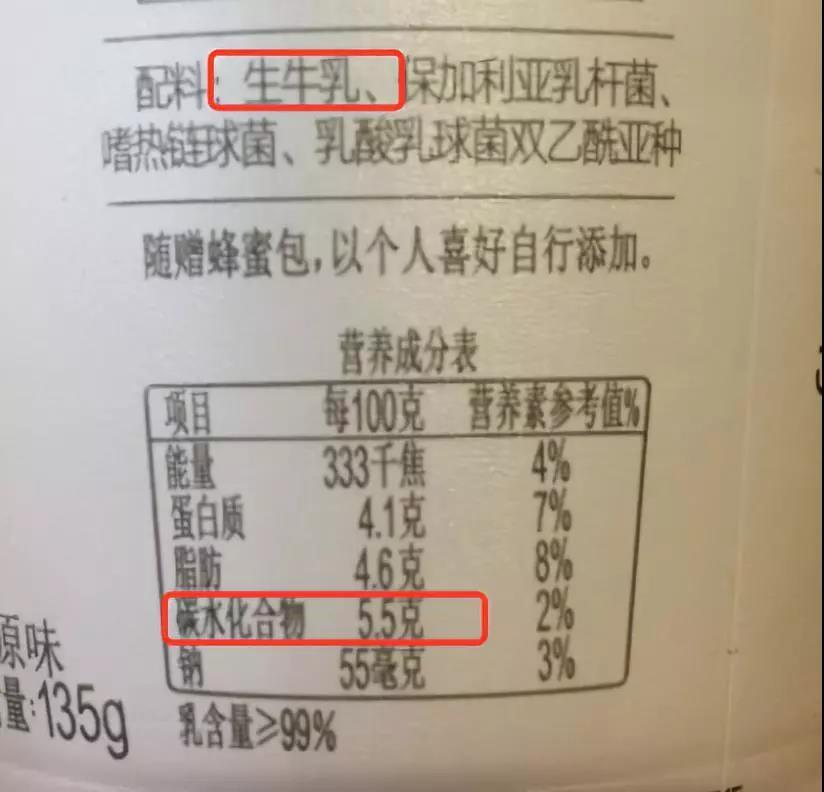 配料: 生牛乳、保加利亚乳杆菌、
嗜热链球菌、乳酸乳球菌双乙酰亚种
随赠蜂蜜包,以个人喜好自行添加。
营养成分表
项目 每100克 营养素参考值%
能量 333千焦 4%
蛋白质 4.1克 7%
脂肪 4.6克 8%
碳水化合物 5.5克 2%
钠 55毫克 3%
乳含量≥99%
原味
量:135g